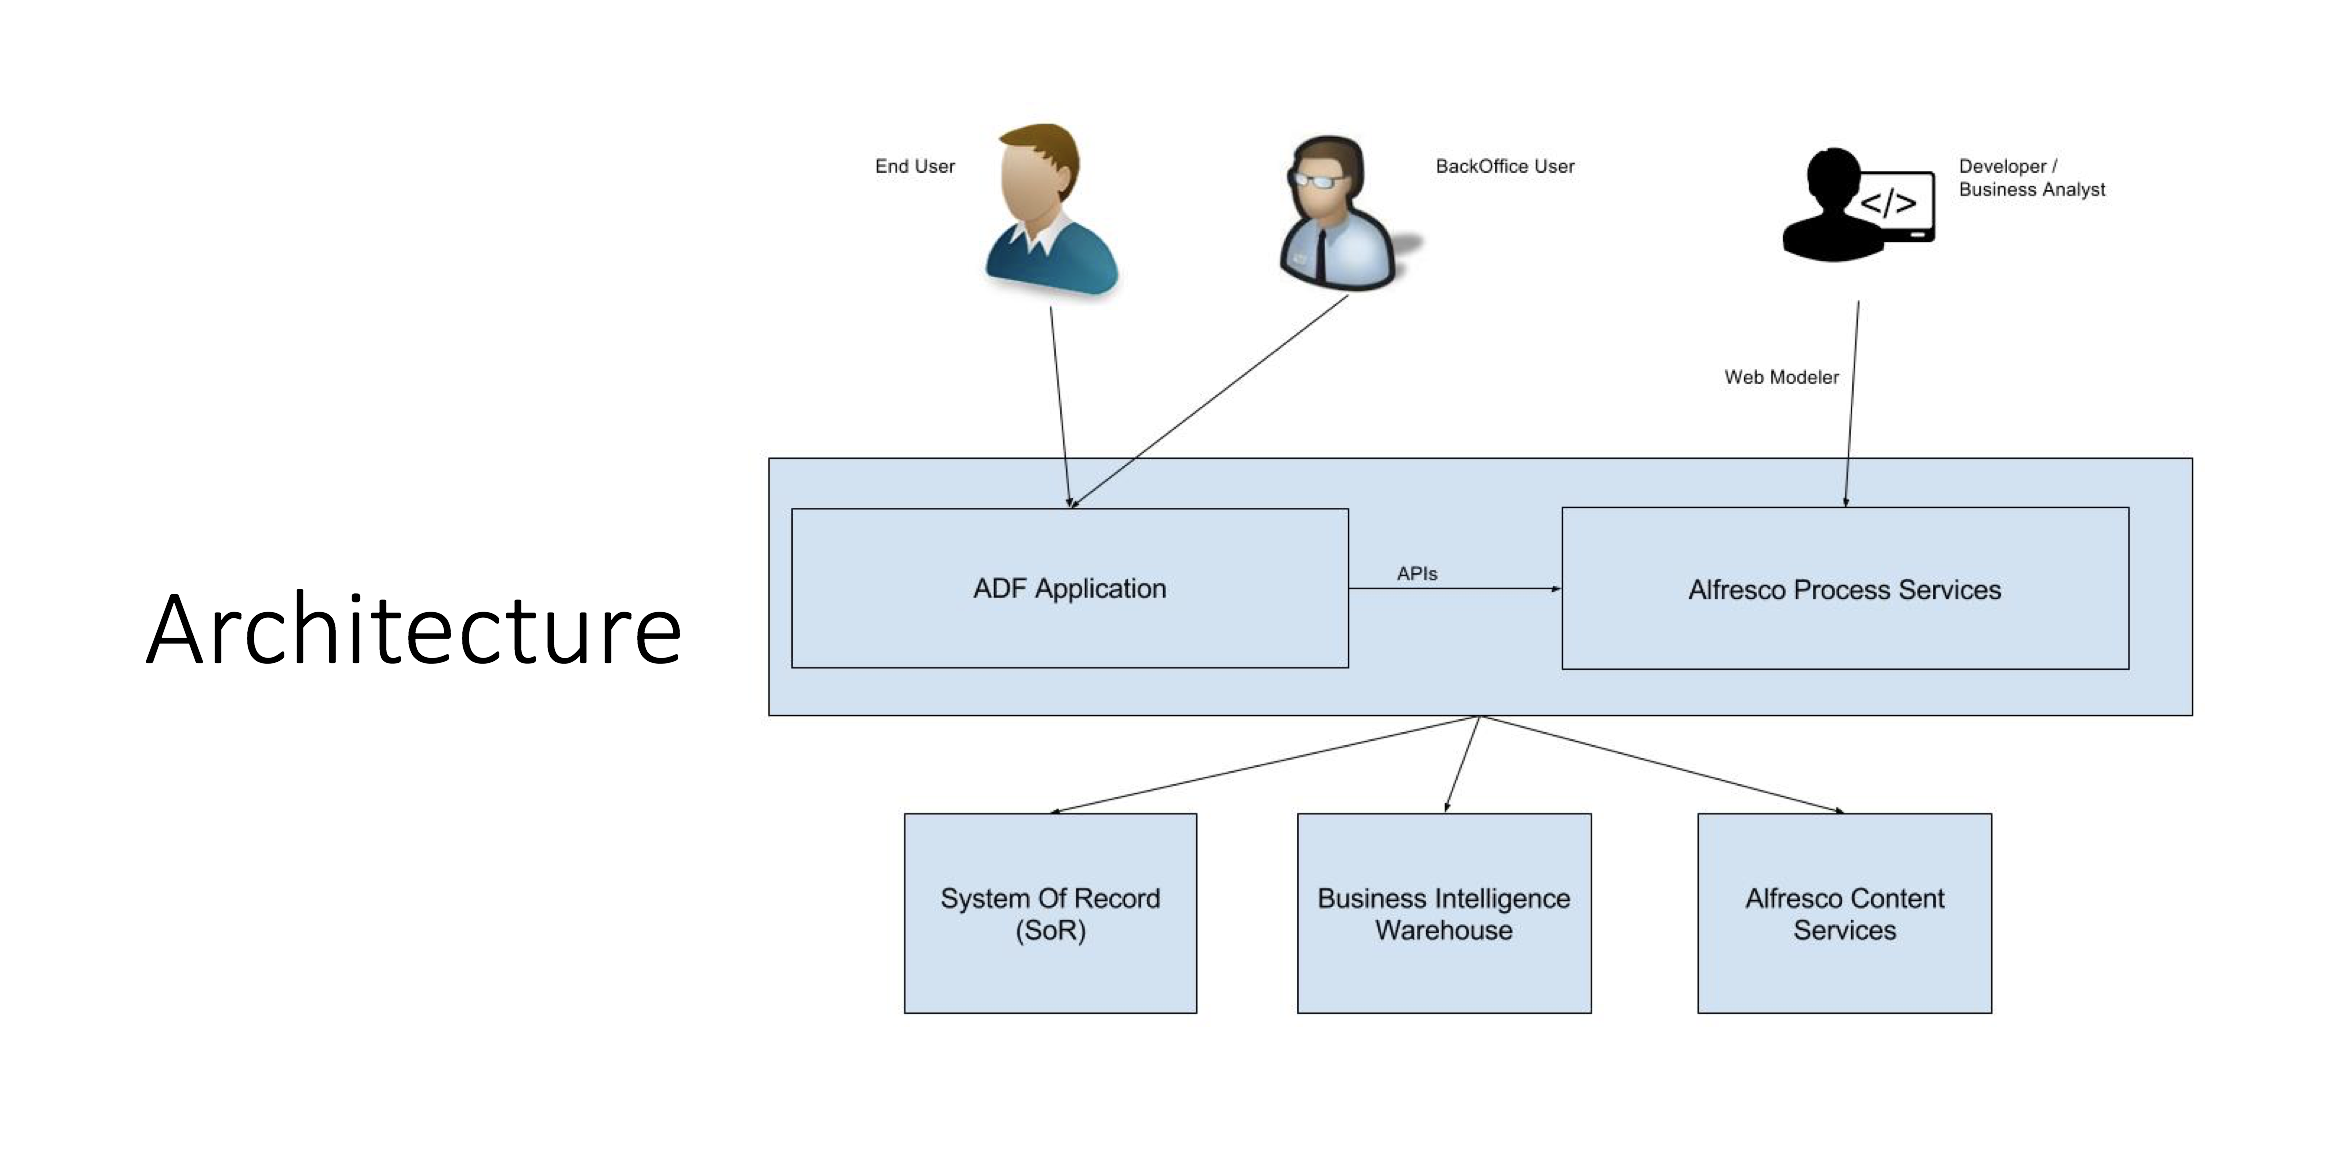 Architecture
End User
BackOffice User
Developer /
Business Analyst
</>
Web Modeler
ADF Application
APIs
Alfresco Process Services
System Of Record
(SoR)
Business Intelligence
Warehouse
Alfresco Content
Services